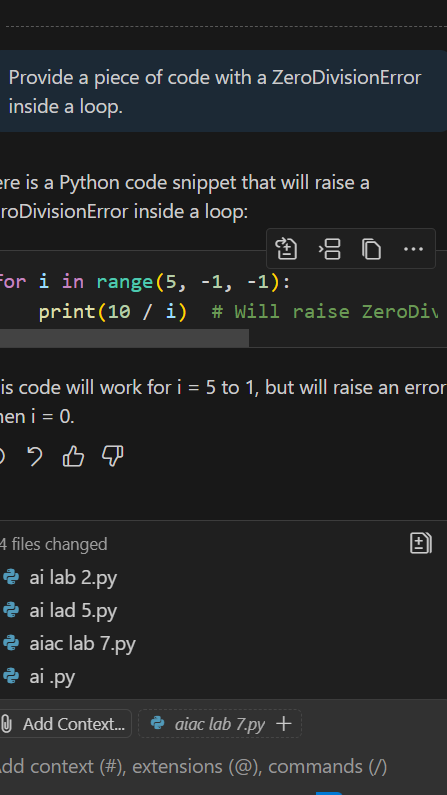 Provide a piece of code with a ZeroDivisionError
inside a loop.
ere is a Python code snippet that will raise a
roDivisionError inside a loop:
for i in range(5, -1, -1):
print(10 / i)  # Will raise ZeroDiv
is code will work for i = 5 to 1, but will raise an error
hen i = 0.
4 files changed
ai lab 2.py
ai lad 5.py
aiac lab 7.py
ai .py
Add Context...
aiac lab 7.py +
dd context (#), extensions (@), commands (/)